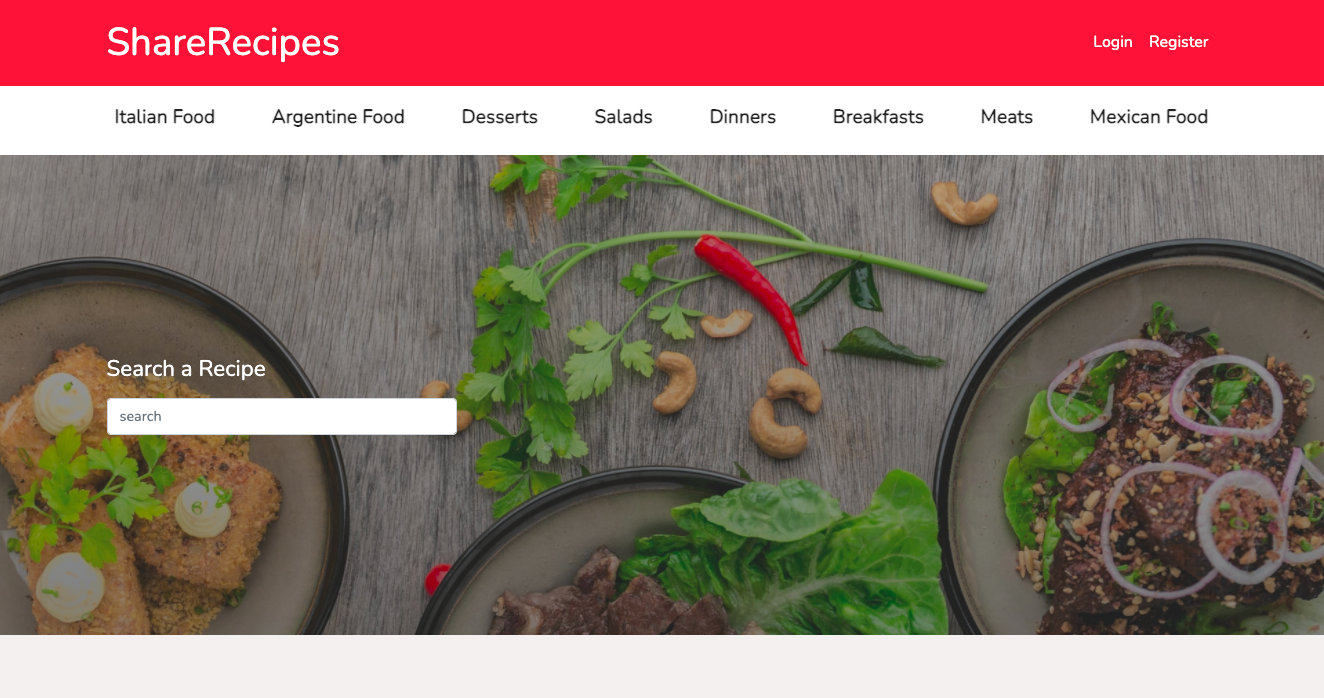 ShareRecipes
Login Register
Italian Food Argentine Food Desserts Salads Dinners Breakfasts Meats Mexican Food
Search a Recipe
search